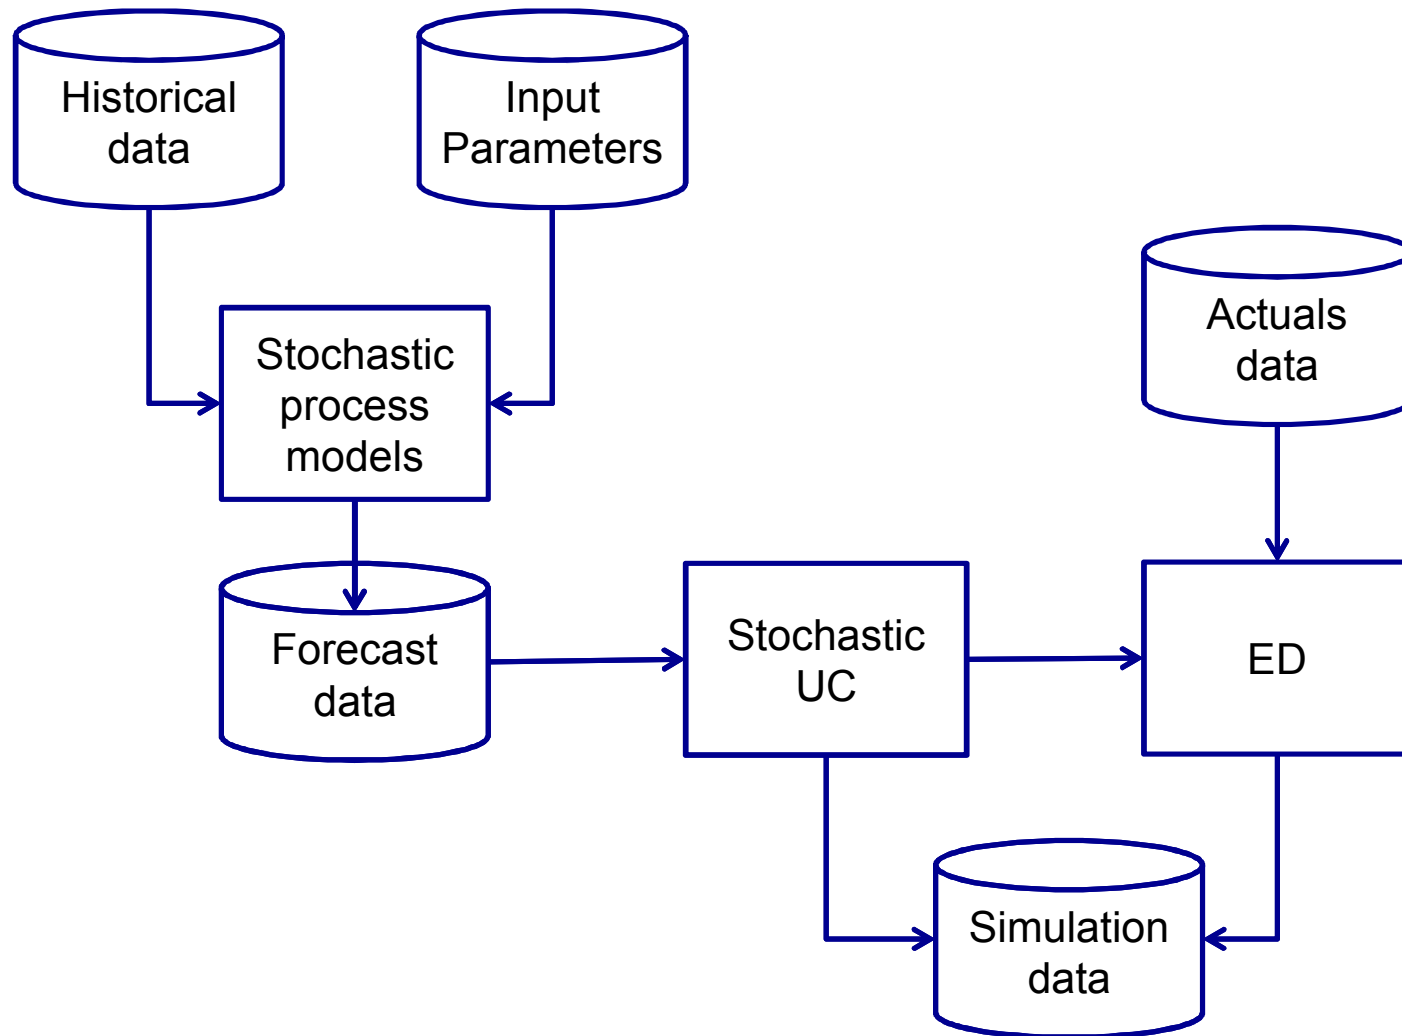 Historical
data
Input
Parameters
Actuals
data
Stochastic
process
models
Forecast
data
Stochastic
UC
ED
Simulation
data